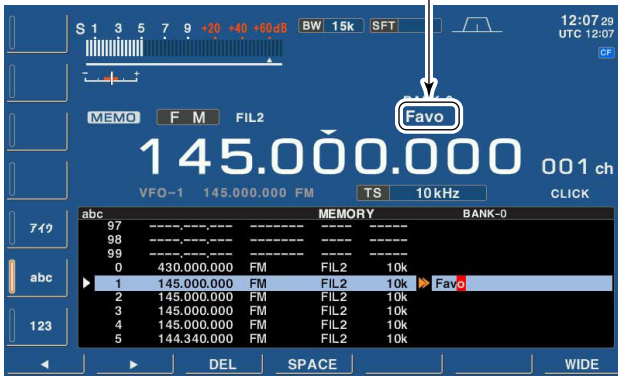 S 1 3 5 7 9 +20 +40 +60dB BW 15k SFT 12:07 29
UTC 12:07
CF
MEMO FM FIL2 Favo
145.000.000 001 ch
VFO-1 145.000.000 FM TS 10kHz CLICK
abc MEMORY BANK-0
97 ----.---.--- ------- ---- -----
98 ----.---.--- ------- ---- -----
99 ----.---.--- ------- ---- -----
0 430.000.000 FM FIL2 10k
1 145.000.000 FM FIL2 10k Favo
2 145.000.000 FM FIL2 10k
3 145.000.000 FM FIL2 10k
4 145.000.000 FM FIL2 10k
5 144.340.000 FM FIL2 10k
アイウ
abc
123
DEL SPACE WIDE